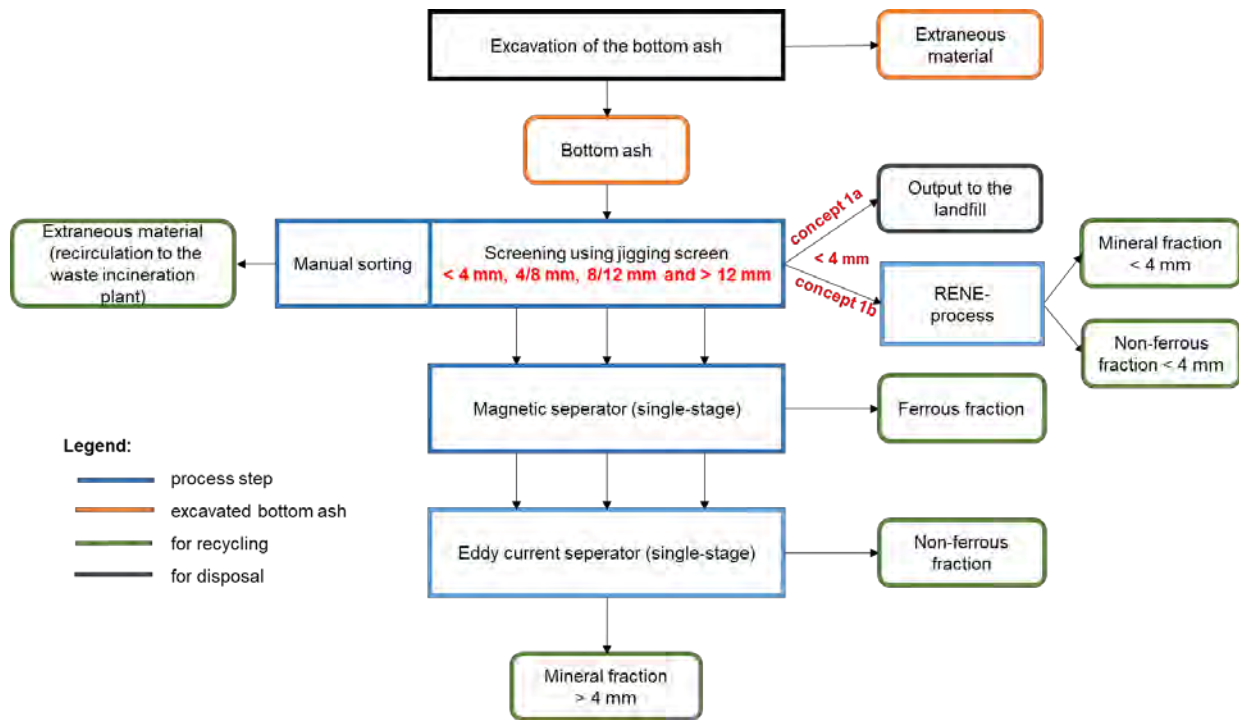 Excavation of the bottom ash
Extraneous
material
Bottom ash
Output to the
landfill
concept 1a
< 4 mm
concept 1b
Extraneous material
(recirculation to the
waste incineration
plant)
Manual sorting
Screening using jigging screen
< 4 mm, 4/8 mm, 8/12 mm and > 12 mm
RENE-
process
Mineral fraction
< 4 mm
Non-ferrous
fraction < 4 mm
Magnetic seperator (single-stage)
Ferrous fraction
Legend:
process step
excavated bottom ash
for recycling
for disposal
Eddy current seperator (single-stage)
Non-ferrous
fraction
Mineral fraction
> 4 mm